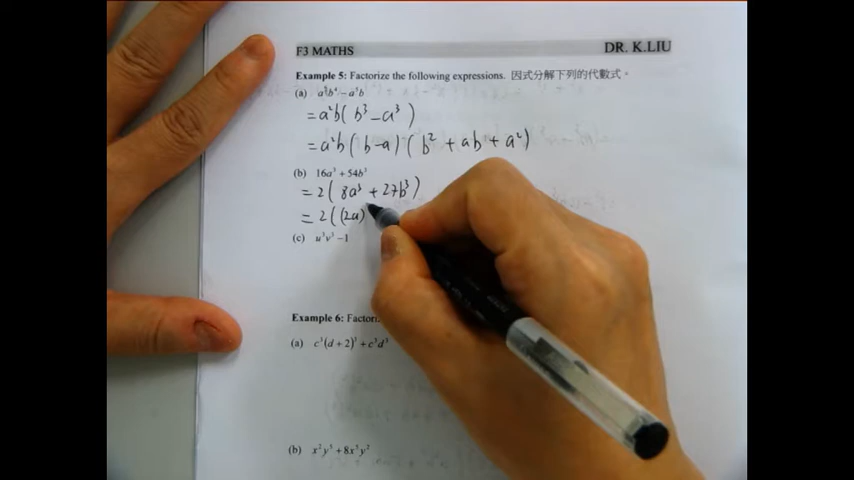 F3 MATHS DR. K.LIU
Example 5: Factorize the following expressions. 因式分解下列的代數式。
(a) a²b⁴ − a⁵b
= a²b ( b³ − a³ )
= a²b ( b − a ) ( b² + ab + a² )
(b) 16a³ + 54b³
= 2 ( 8a³ + 27b³ )
= 2 ( (2a)
(c) u³v³ − 1
Example 6:
(a) c³(d + 2)³ + c³d³
(b) x²y⁵ + 8x⁵y²